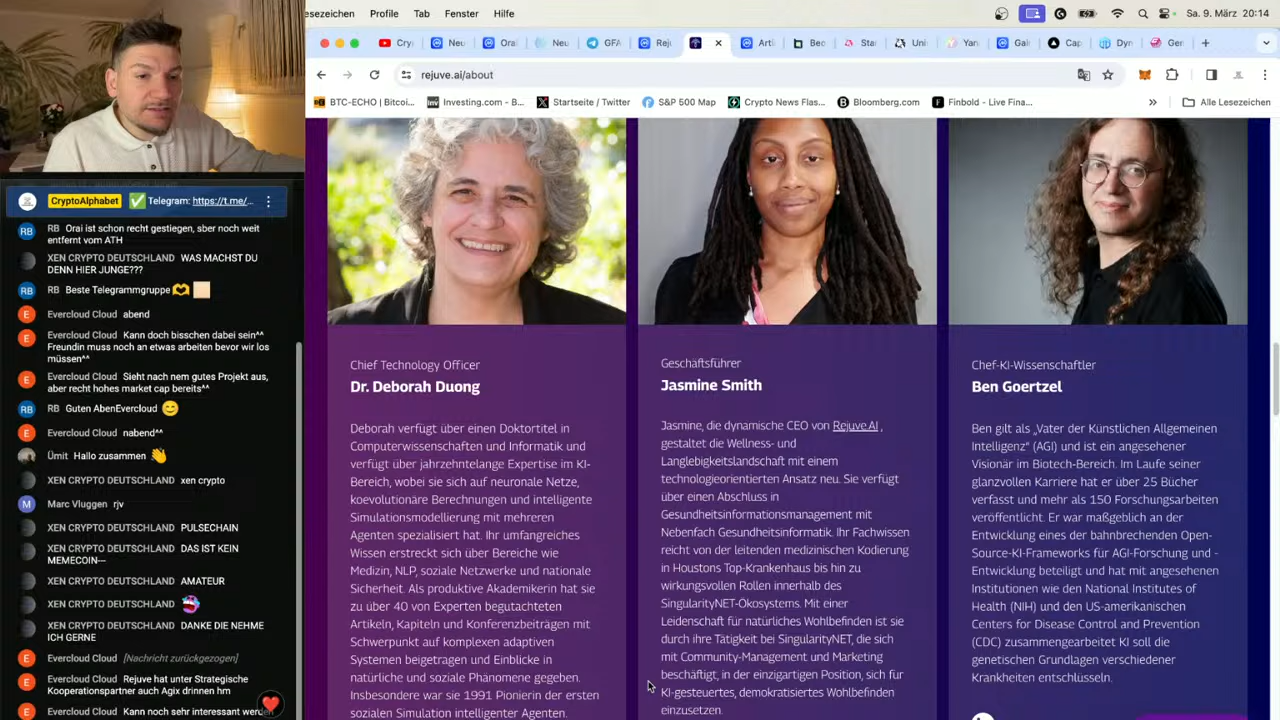 esezeichen Profile Tab Fenster Hilfe
Sa. 9. März 20:14
Cry Neu Orai Neu GFA Reju Arti Beo Star Uni Yan Gain Cap Dyn Gen
rejuve.ai/about
BTC-ECHO | Bitcoi... Investing.com - B... Startseite / Twitter S&P 500 Map Crypto News Flas... Bloomberg.com Finbold - Live Fina... » Alle Lesezeichen
CryptoAlphabet ✅ Telegram: https://t.me/...
RB Orai ist schon recht gestiegen, aber noch weit
entfernt vom ATH
XEN CRYPTO DEUTSCHLAND WAS MACHST DU
DENN HIER JUNGE???
RB Beste Telegrammgruppe
Evercloud Cloud abend
Evercloud Cloud Kann doch bisschen dabei sein^^
Freundin muss noch an etwas arbeiten bevor wir los
müssen^^
Evercloud Cloud Sieht nach nem gutes Projekt aus,
aber recht hohes market cap bereits^^
RB Guten AbenEvercloud 😊
Evercloud Cloud nabend^^
Ümit Hallo zusammen 👋
XEN CRYPTO DEUTSCHLAND xen crypto
Marc Vluggen rjv
XEN CRYPTO DEUTSCHLAND PULSECHAIN
XEN CRYPTO DEUTSCHLAND DAS IST KEIN
MEMECOIN---
XEN CRYPTO DEUTSCHLAND AMATEUR
XEN CRYPTO DEUTSCHLAND
XEN CRYPTO DEUTSCHLAND DANKE DIE NEHME
ICH GERNE
Evercloud Cloud [Nachricht zurückgezogen]
Evercloud Cloud Rejuve hat unter Strategische
Kooperationspartner auch Agix drinnen hm
Evercloud Cloud Kann noch sehr interessant werden
Chief Technology Officer
Dr. Deborah Duong
Deborah verfügt über einen Doktortitel in
Computerwissenschaften und Informatik und
verfügt über jahrzehntelange Expertise im KI-
Bereich, wobei sie sich auf neuronale Netze,
koevolutionäre Berechnungen und intelligente
Simulationsmodellierung mit mehreren
Agenten spezialisiert hat. Ihr umfangreiches
Wissen erstreckt sich über Bereiche wie
Medizin, NLP, soziale Netzwerke und nationale
Sicherheit. Als produktive Akademikerin hat sie
zu über 40 von Experten begutachteten
Artikeln, Kapiteln und Konferenzbeiträgen mit
Schwerpunkt auf komplexen adaptiven
Systemen beigetragen und Einblicke in
natürliche und soziale Phänomene gegeben.
Insbesondere war sie 1991 Pionierin der ersten
sozialen Simulation intelligenter Agenten.
Geschäftsführer
Jasmine Smith
Jasmine, die dynamische CEO von Rejuve.AI ,
gestaltet die Wellness- und
Langlebigkeitslandschaft mit einem
technologieorientierten Ansatz neu. Sie verfügt
über einen Abschluss in
Gesundheitsinformationsmanagement mit
Nebenfach Gesundheitsinformatik. Ihr Fachwissen
reicht von der leitenden medizinischen Kodierung
in Houstons Top-Krankenhaus bis hin zu
wirkungsvollen Rollen innerhalb des
SingularityNET-Ökosystems. Mit einer
Leidenschaft für natürliches Wohlbefinden ist sie
durch ihre Tätigkeit bei SingularityNET, die sich
mit Community-Management und Marketing
beschäftigt, in der einzigartigen Position, sich für
KI-gesteuertes, demokratisiertes Wohlbefinden
einzusetzen.
Chef-KI-Wissenschaftler
Ben Goertzel
Ben gilt als „Vater der Künstlichen Allgemeinen
Intelligenz“ (AGI) und ist ein angesehener
Visionär im Biotech-Bereich. Im Laufe seiner
glanzvollen Karriere hat er über 25 Bücher
verfasst und mehr als 150 Forschungsarbeiten
veröffentlicht. Er war maßgeblich an der
Entwicklung eines der bahnbrechenden Open-
Source-KI-Frameworks für AGI-Forschung und -
Entwicklung beteiligt und hat mit angesehenen
Institutionen wie den National Institutes of
Health (NIH) und den US-amerikanischen
Centers for Disease Control and Prevention
(CDC) zusammengearbeitet KI soll die
genetischen Grundlagen verschiedener
Krankheiten entschlüsseln.